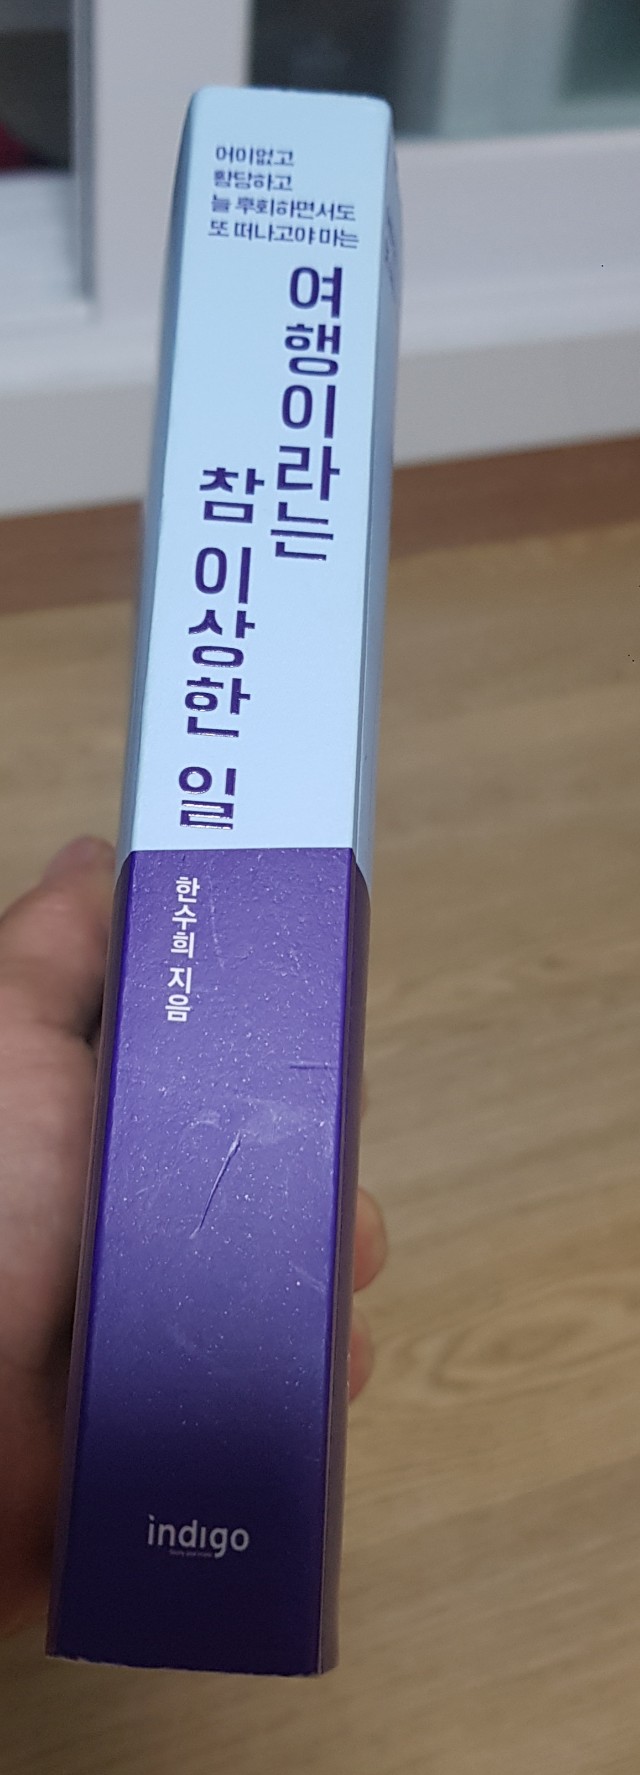 어이없고
황당하고
늘 후회하면서도
또 떠나고야 마는
여행이라는
참 이상한 일
한수희 지음
indigo